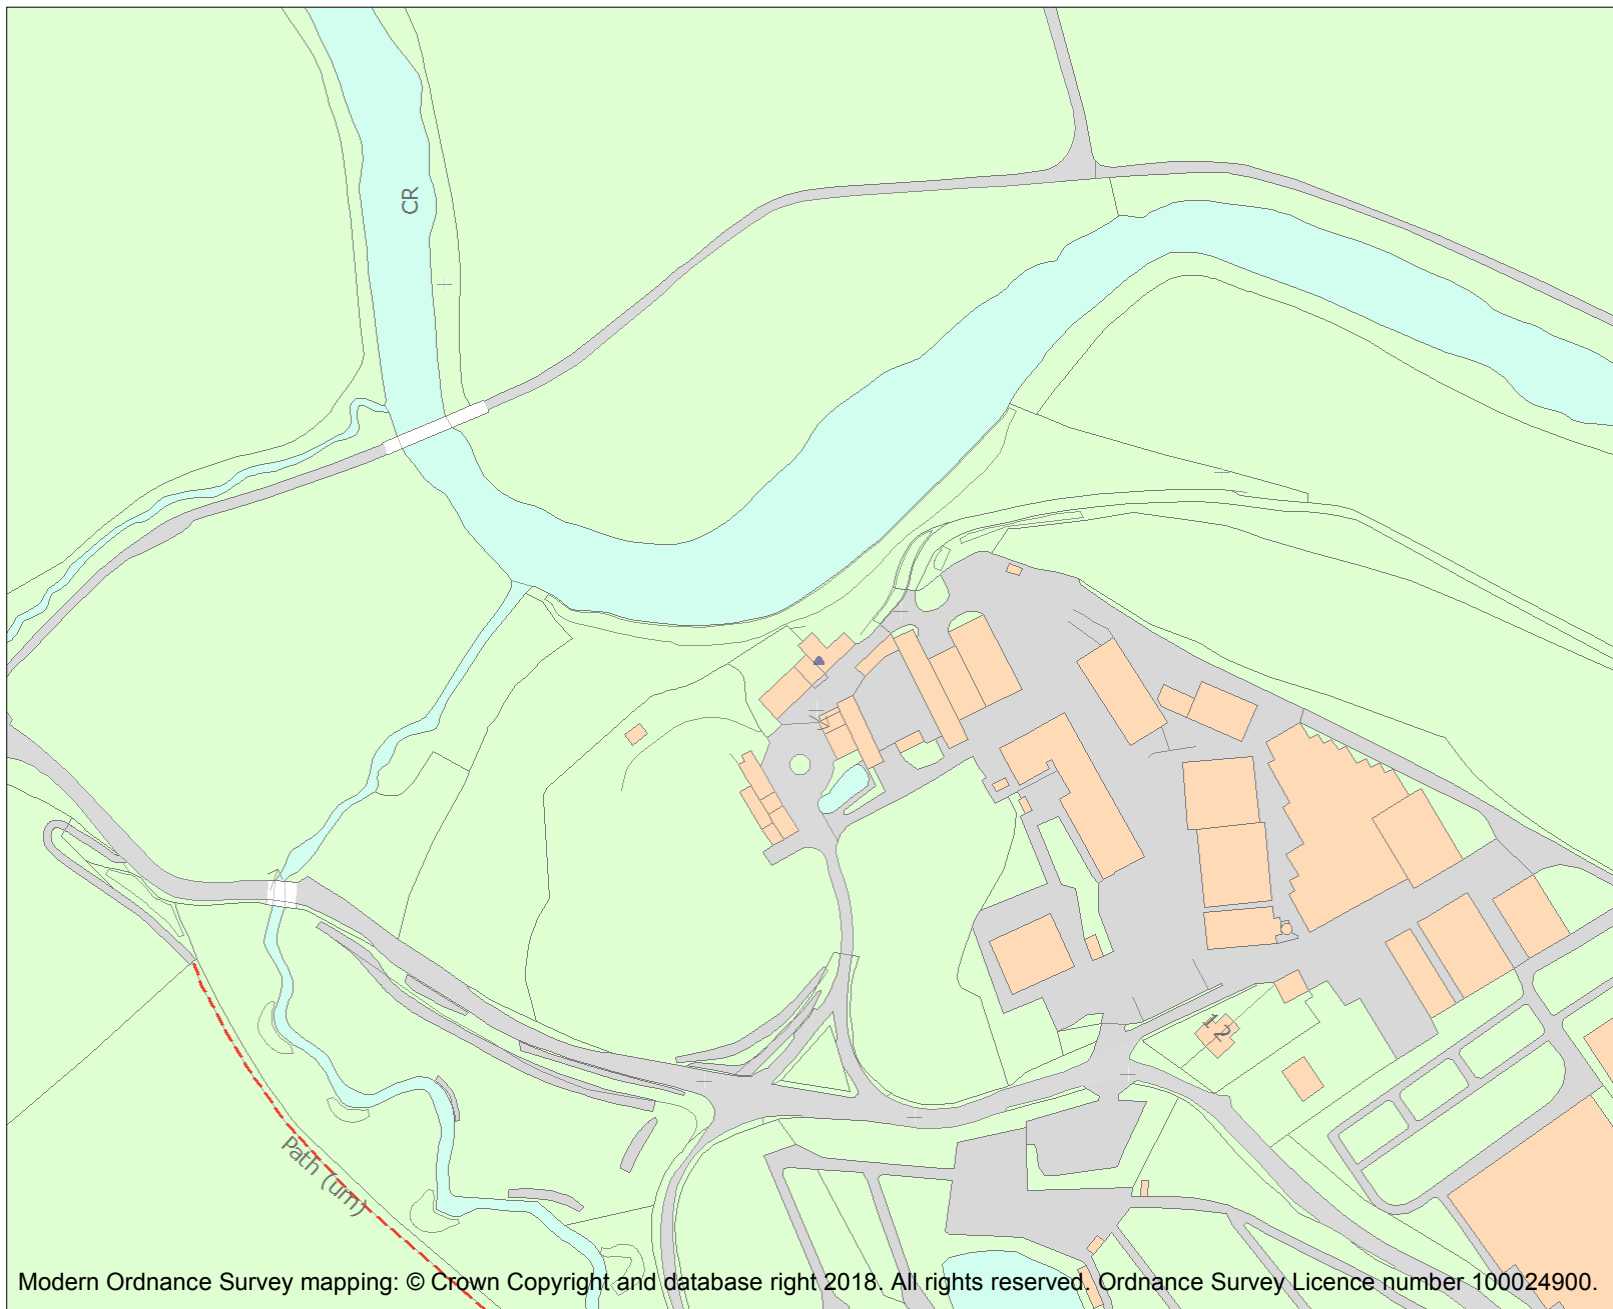 CR
12
Path (um)
Modern Ordnance Survey mapping: © Crown Copyright and database right 2018. All rights reserved. Ordnance Survey Licence number 100024900.